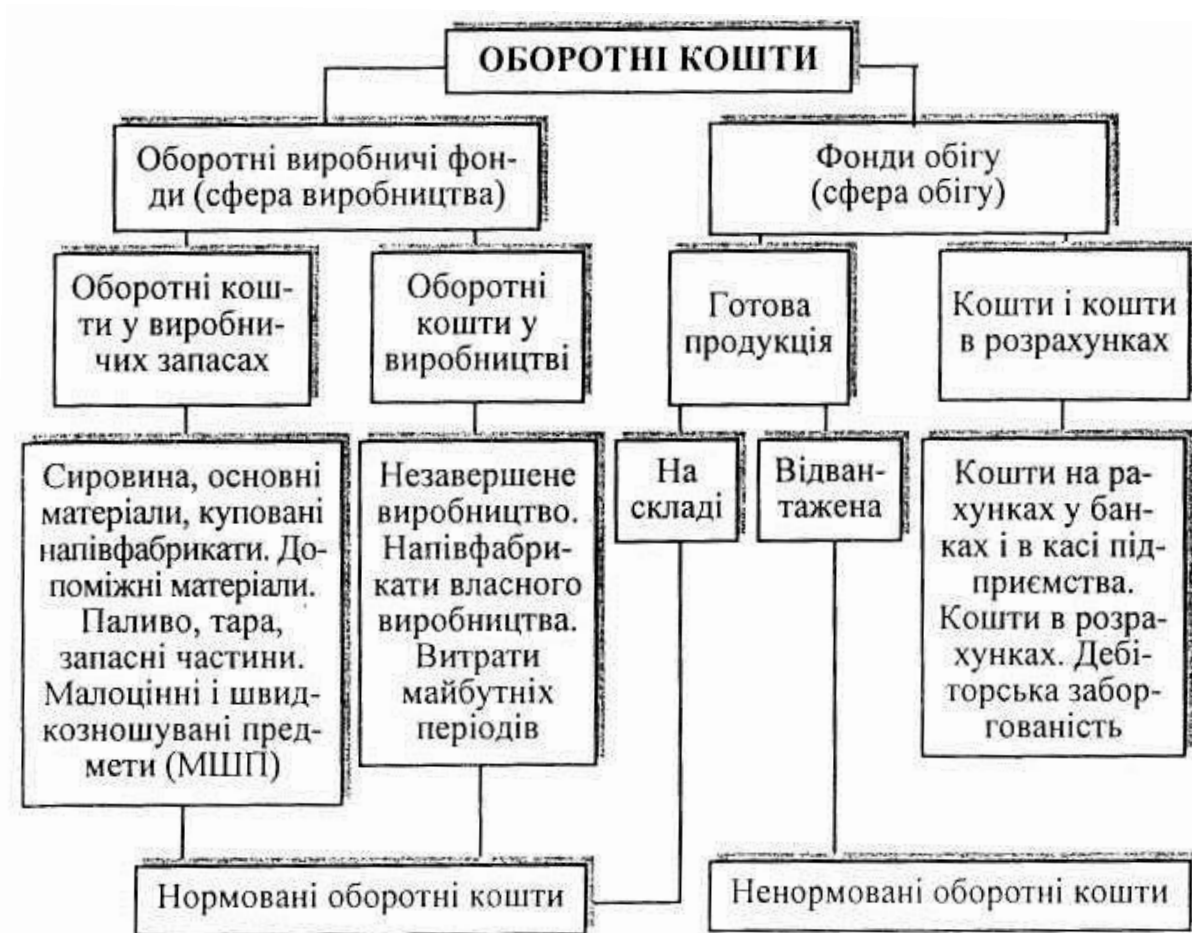 ОБОРОТНІ КОШТИ
Оборотні виробничі фон-
ди (сфера виробництва)
Фонди обігу
(сфера обігу)
Оборотні кош-
ти у виробни-
чих запасах
Оборотні
кошти у
виробництві
Готова
продукція
Кошти і кошти
в розрахунках
Сировина, основні
матеріали, куповані
напівфабрикати. До-
поміжні матеріали.
Паливо, тара,
запасні частини.
Малоцінні і швид-
козношувані пред-
мети (МШП)
Незавершене
виробництво.
Напівфабри-
кати власного
виробництва.
Витрати
майбутніх
періодів
На
складі
Відван-
тажена
Кошти на ра-
хунках у бан-
ках і в касі під-
приємства.
Кошти в розра-
хунках. Дебі-
торська забор-
гованість
Нормовані оборотні кошти
Ненормовані оборотні кошти